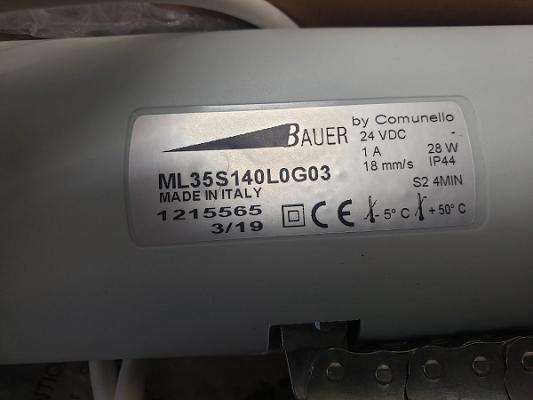 BAUER by Comunello
24 VDC -
1 A 28 W
18 mm/s IP44
ML35S140L0G03
S2 4MIN
MADE IN ITALY
1215565
3/19 CE - 5° C + 50° C